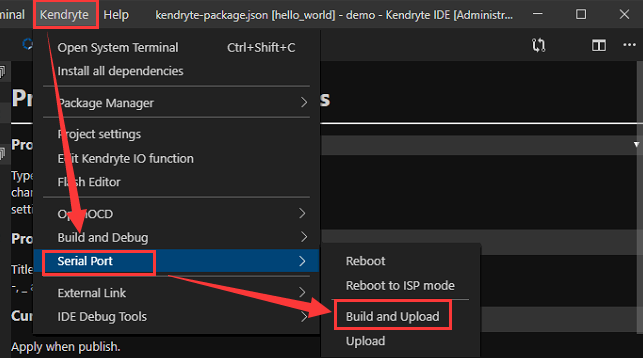 minal Kendryte Help kendryte-package.json [hello_world] - demo - Kendryte IDE [Administr...
Open System Terminal Ctrl+Shift+C
Install all dependencies
Package Manager
Project settings
Edit Kendryte IO function
Flash Editor
OpenOCD
Build and Debug
Serial Port
External Link
IDE Debug Tools
Reboot
Reboot to ISP mode
Build and Upload
Upload
Pr s
Pro
Type
char
setti
Pro
Title
-, _ a
Cur
Apply when publish.